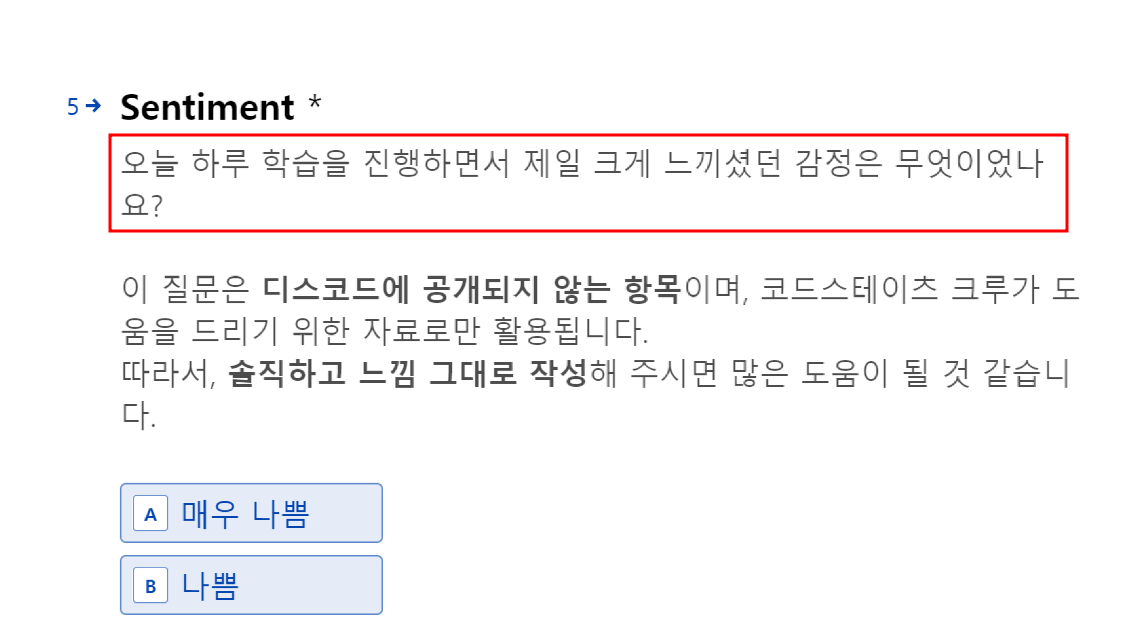 5→ Sentiment *
오늘 하루 학습을 진행하면서 제일 크게 느끼셨던 감정은 무엇이었나
요?
이 질문은 디스코드에 공개되지 않는 항목이며, 코드스테이츠 크루가 도
움을 드리기 위한 자료로만 활용됩니다.
따라서, 솔직하고 느낌 그대로 작성해 주시면 많은 도움이 될 것 같습니
다.
A 매우 나쁨
B 나쁨